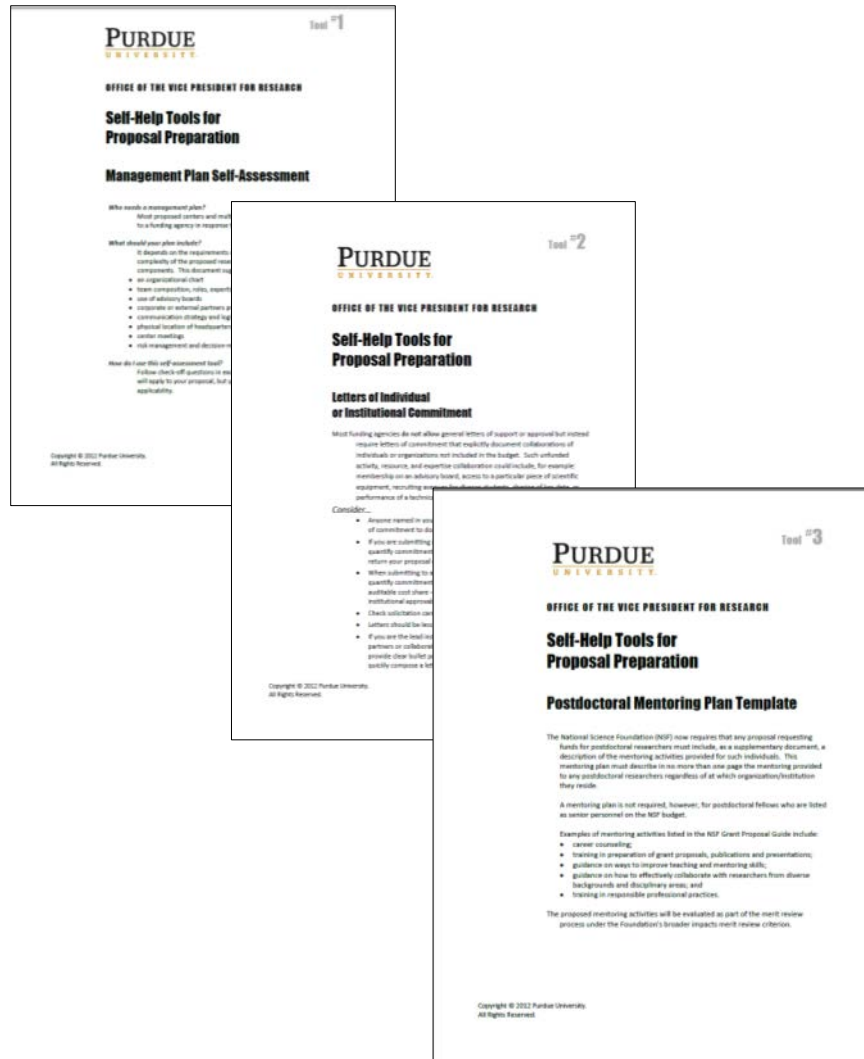 Tool #1
PURDUE
UNIVERSITY
OFFICE OF THE VICE PRESIDENT FOR RESEARCH
Self-Help Tools for
Proposal Preparation
Management Plan Self-Assessment
Who needs a management plan?
Most proposed centers and
to a funding agency in response
What should your plan include?
It depends on the requirements
complexity of the proposed
components. This document
• an organizational chart
• team composition, roles,
• use of advisory boards
• corporate or external partners
• communication strategy and
• physical location of headquarters
• center meetings
• risk management and decision
How do I use this self-assessment tool?
Follow check-off questions in
will apply to your proposal, but
applicability.
Copyright © 2012 Purdue University.
All Rights Reserved.
Tool #2
PURDUE
UNIVERSITY
OFFICE OF THE VICE PRESIDENT FOR RESEARCH
Self-Help Tools for
Proposal Preparation
Letters of Individual
or Institutional Commitment
Most funding agencies do not allow general letters of support or approval but instead
require letters of commitment that explicitly document collaborations of
individuals or organizations not included in the budget. Such unfunded
activity, resource, and expertise collaboration could include, for example:
membership on an advisory board, access to a particular piece of scientific
equipment, recruiting
performance of a
Consider...
• Anyone named in
of commitment to
• If you are submitting
quantify commitment
return your proposal
• When submitting to
quantify commitment
auditable cost share
institutional
• Check solicitation
• Letters should be
• If you are the lead
partners or
provide clear bullet
quickly compose a
Copyright © 2012 Purdue University.
All Rights Reserved.
Tool #3
PURDUE
UNIVERSITY
OFFICE OF THE VICE PRESIDENT FOR RESEARCH
Self-Help Tools for
Proposal Preparation
Postdoctoral Mentoring Plan Template
The National Science Foundation (NSF) now requires that any proposal requesting
funds for postdoctoral researchers must include, as a supplementary document, a
description of the mentoring activities provided for such individuals. This
mentoring plan must describe in no more than one page the mentoring provided
to any postdoctoral researchers regardless of at which organization/institution
they reside.
A mentoring plan is not required, however, for postdoctoral fellows who are listed
as senior personnel on the NSF budget.
Examples of mentoring activities listed in the NSF Grant Proposal Guide include:
• career counseling;
• training in preparation of grant proposals, publications and presentations;
• guidance on ways to improve teaching and mentoring skills;
• guidance on how to effectively collaborate with researchers from diverse
backgrounds and disciplinary areas; and
• training in responsible professional practices.
The proposed mentoring activities will be evaluated as part of the merit review
process under the Foundation's broader impacts merit review criterion.
Copyright © 2012 Purdue University.
All Rights Reserved.